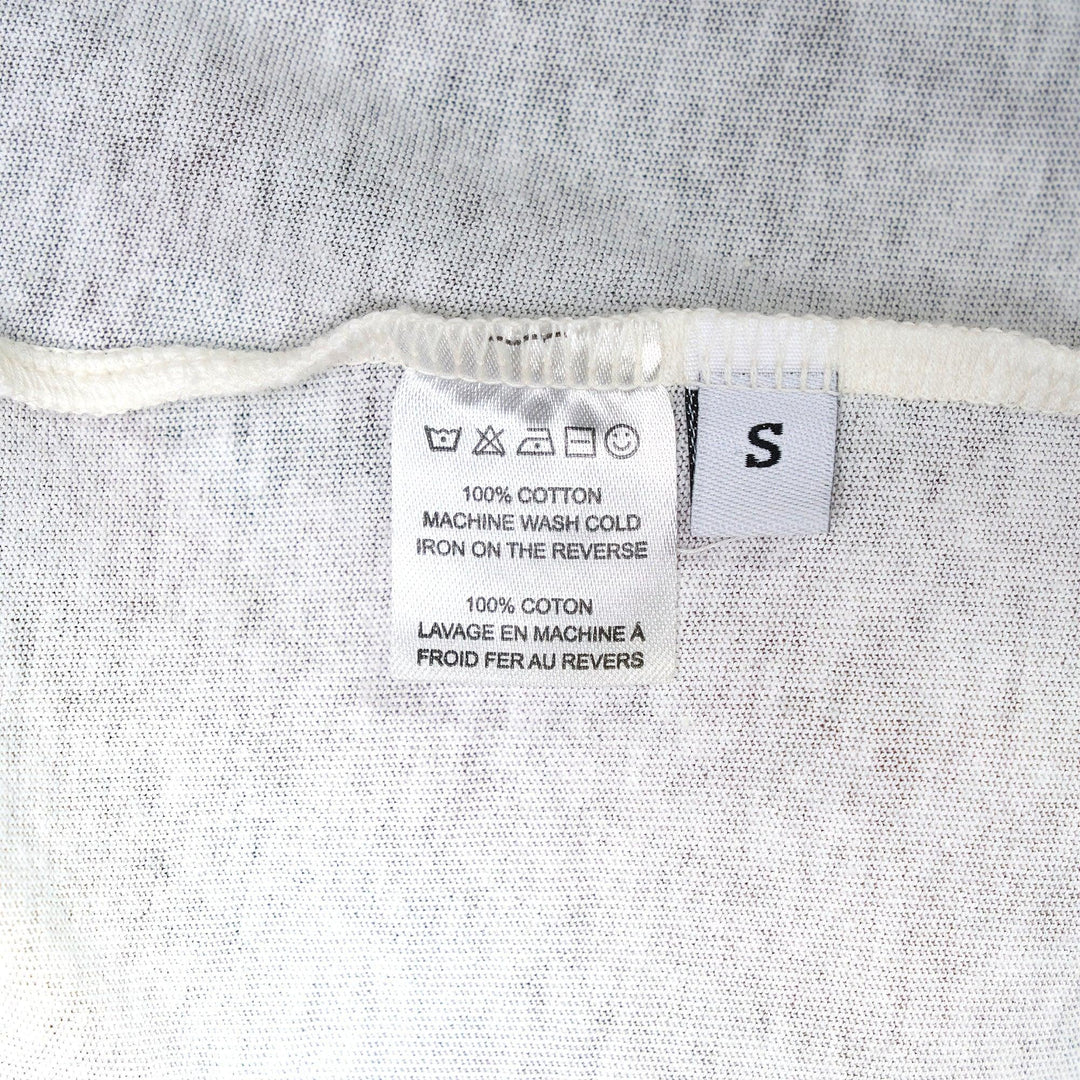 100% COTTON
MACHINE WASH COLD
IRON ON THE REVERSE
100% COTON
LAVAGE EN MACHINE Á
FROID FER AU REVERS
S